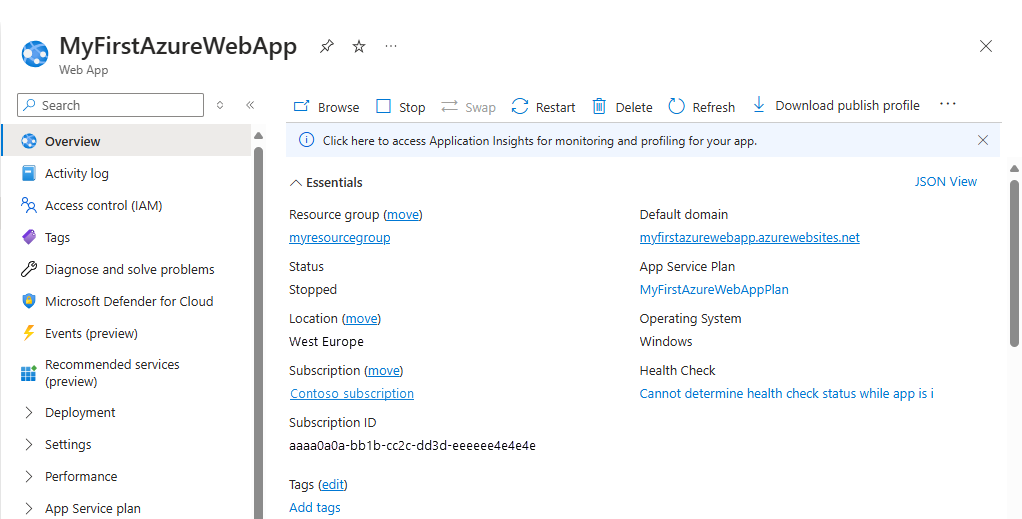 MyFirstAzureWebApp
Web App
Search
Browse Stop Swap Restart Delete Refresh Download publish profile
Click here to access Application Insights for monitoring and profiling for your app.
Overview
Activity log
Access control (IAM)
Tags
Diagnose and solve problems
Microsoft Defender for Cloud
Events (preview)
Recommended services
(preview)
Deployment
Settings
Performance
App Service plan
Essentials
JSON View
Resource group (move)
myresourcegroup
Status
Stopped
Location (move)
West Europe
Subscription (move)
Contoso subscription
Subscription ID
aaaa0a0a-bb1b-cc2c-dd3d-eeeeee4e4e4e
Default domain
myfirstazurewebapp.azurewebsites.net
App Service Plan
MyFirstAzureWebAppPlan
Operating System
Windows
Health Check
Cannot determine health check status while app is i
Tags (edit)
Add tags